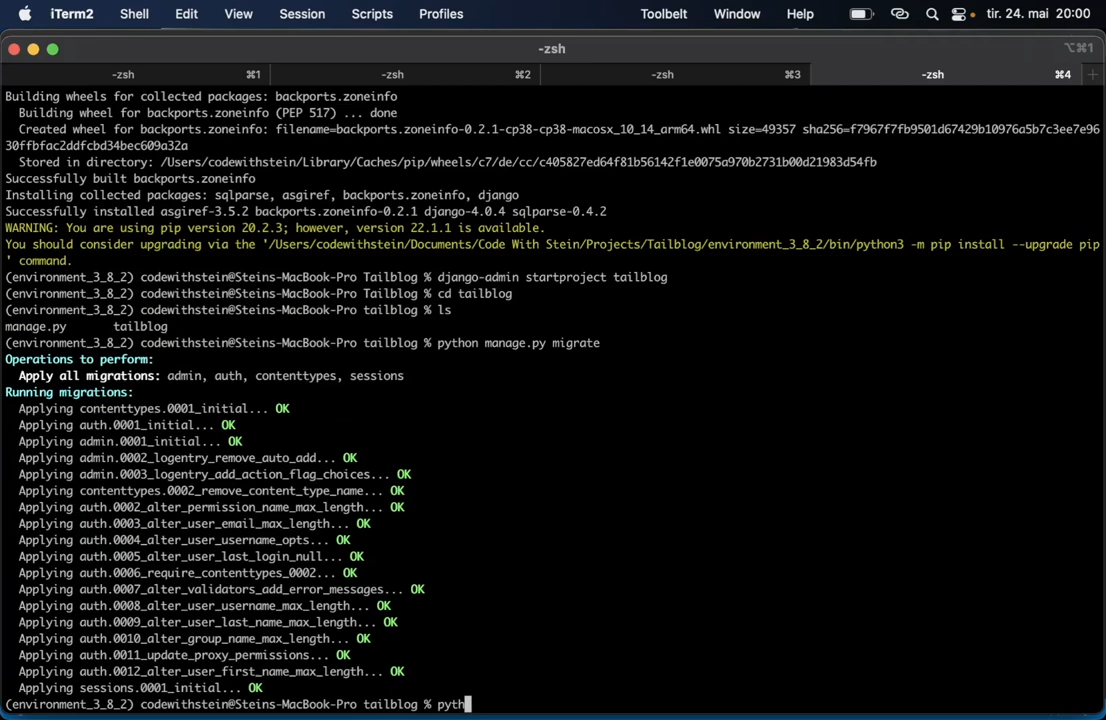 iTerm2 Shell Edit View Session Scripts Profiles Toolbelt Window Help tir. 24. mai 20:00
-zsh ⌥⌘1
-zsh ⌘1 -zsh ⌘2 -zsh ⌘3 -zsh ⌘4
Building wheels for collected packages: backports.zoneinfo
  Building wheel for backports.zoneinfo (PEP 517) ... done
  Created wheel for backports.zoneinfo: filename=backports.zoneinfo-0.2.1-cp38-cp38-macosx_10_14_arm64.whl size=49357 sha256=f7967f7fb9501d67429b10976a5b7c3ee7e96
30ffbfac2ddfcbd34bec609a32a
  Stored in directory: /Users/codewithstein/Library/Caches/pip/wheels/c7/de/cc/c405827ed64f81b56142f1e0075a970b2731b00d21983d54fb
Successfully built backports.zoneinfo
Installing collected packages: sqlparse, asgiref, backports.zoneinfo, django
Successfully installed asgiref-3.5.2 backports.zoneinfo-0.2.1 django-4.0.4 sqlparse-0.4.2
WARNING: You are using pip version 20.2.3; however, version 22.1.1 is available.
You should consider upgrading via the '/Users/codewithstein/Documents/Code With Stein/Projects/Tailblog/environment_3_8_2/bin/python3 -m pip install --upgrade pip
' command.
(environment_3_8_2) codewithstein@Steins-MacBook-Pro Tailblog % django-admin startproject tailblog
(environment_3_8_2) codewithstein@Steins-MacBook-Pro Tailblog % cd tailblog
(environment_3_8_2) codewithstein@Steins-MacBook-Pro tailblog % ls
manage.py       tailblog
(environment_3_8_2) codewithstein@Steins-MacBook-Pro tailblog % python manage.py migrate
Operations to perform:
  Apply all migrations: admin, auth, contenttypes, sessions
Running migrations:
  Applying contenttypes.0001_initial... OK
  Applying auth.0001_initial... OK
  Applying admin.0001_initial... OK
  Applying admin.0002_logentry_remove_auto_add... OK
  Applying admin.0003_logentry_add_action_flag_choices... OK
  Applying contenttypes.0002_remove_content_type_name... OK
  Applying auth.0002_alter_permission_name_max_length... OK
  Applying auth.0003_alter_user_email_max_length... OK
  Applying auth.0004_alter_user_username_opts... OK
  Applying auth.0005_alter_user_last_login_null... OK
  Applying auth.0006_require_contenttypes_0002... OK
  Applying auth.0007_alter_validators_add_error_messages... OK
  Applying auth.0008_alter_user_username_max_length... OK
  Applying auth.0009_alter_user_last_name_max_length... OK
  Applying auth.0010_alter_group_name_max_length... OK
  Applying auth.0011_update_proxy_permissions... OK
  Applying auth.0012_alter_user_first_name_max_length... OK
  Applying sessions.0001_initial... OK
(environment_3_8_2) codewithstein@Steins-MacBook-Pro tailblog % pyth